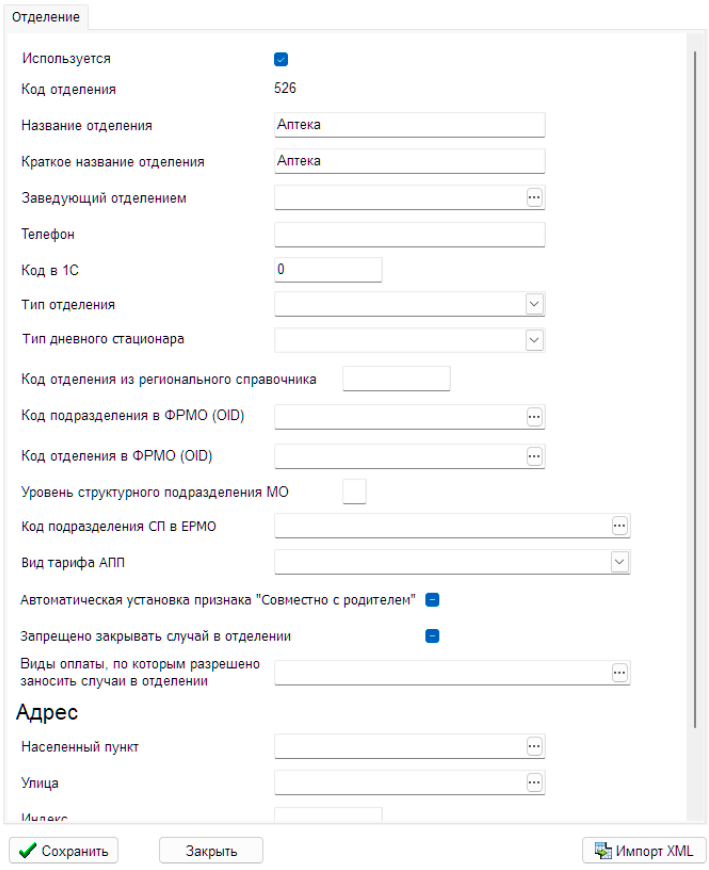 Отделение
Используется
Код отделения 526
Название отделения Аптека
Краткое название отделения Аптека
Заведующий отделением
Телефон
Код в 1С 0
Тип отделения
Тип дневного стационара
Код отделения из регионального справочника
Код подразделения в ФРМО (OID)
Код отделения в ФРМО (OID)
Уровень структурного подразделения МО
Код подразделения СП в ЕРМО
Вид тарифа АПП
Автоматическая установка признака "Совместно с родителем"
Запрещено закрывать случай в отделении
Виды оплаты, по которым разрешено
заносить случаи в отделении
Адрес
Населенный пункт
Улица
Индекс
Сохранить Закрыть Импорт XML